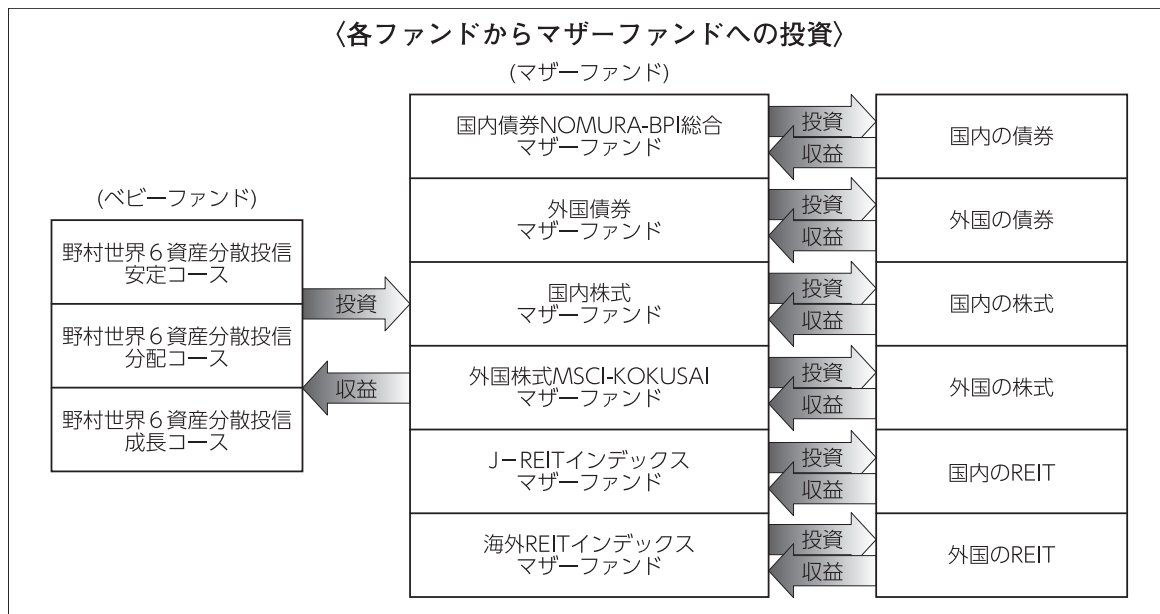 〈各ファンドからマザーファンドへの投資〉
(ベビーファンド)
野村世界6資産分散投信
安定コース
野村世界6資産分散投信
分配コース
野村世界6資産分散投信
成長コース
投資
収益
(マザーファンド)
国内債券NOMURA-BPI総合
マザーファンド
投資
収益
国内の債券
外国債券
マザーファンド
投資
収益
外国の債券
国内株式
マザーファンド
投資
収益
国内の株式
外国株式MSCI-KOKUSAI
マザーファンド
投資
収益
外国の株式
J－REITインデックス
マザーファンド
投資
収益
国内のREIT
海外REITインデックス
マザーファンド
投資
収益
外国のREIT